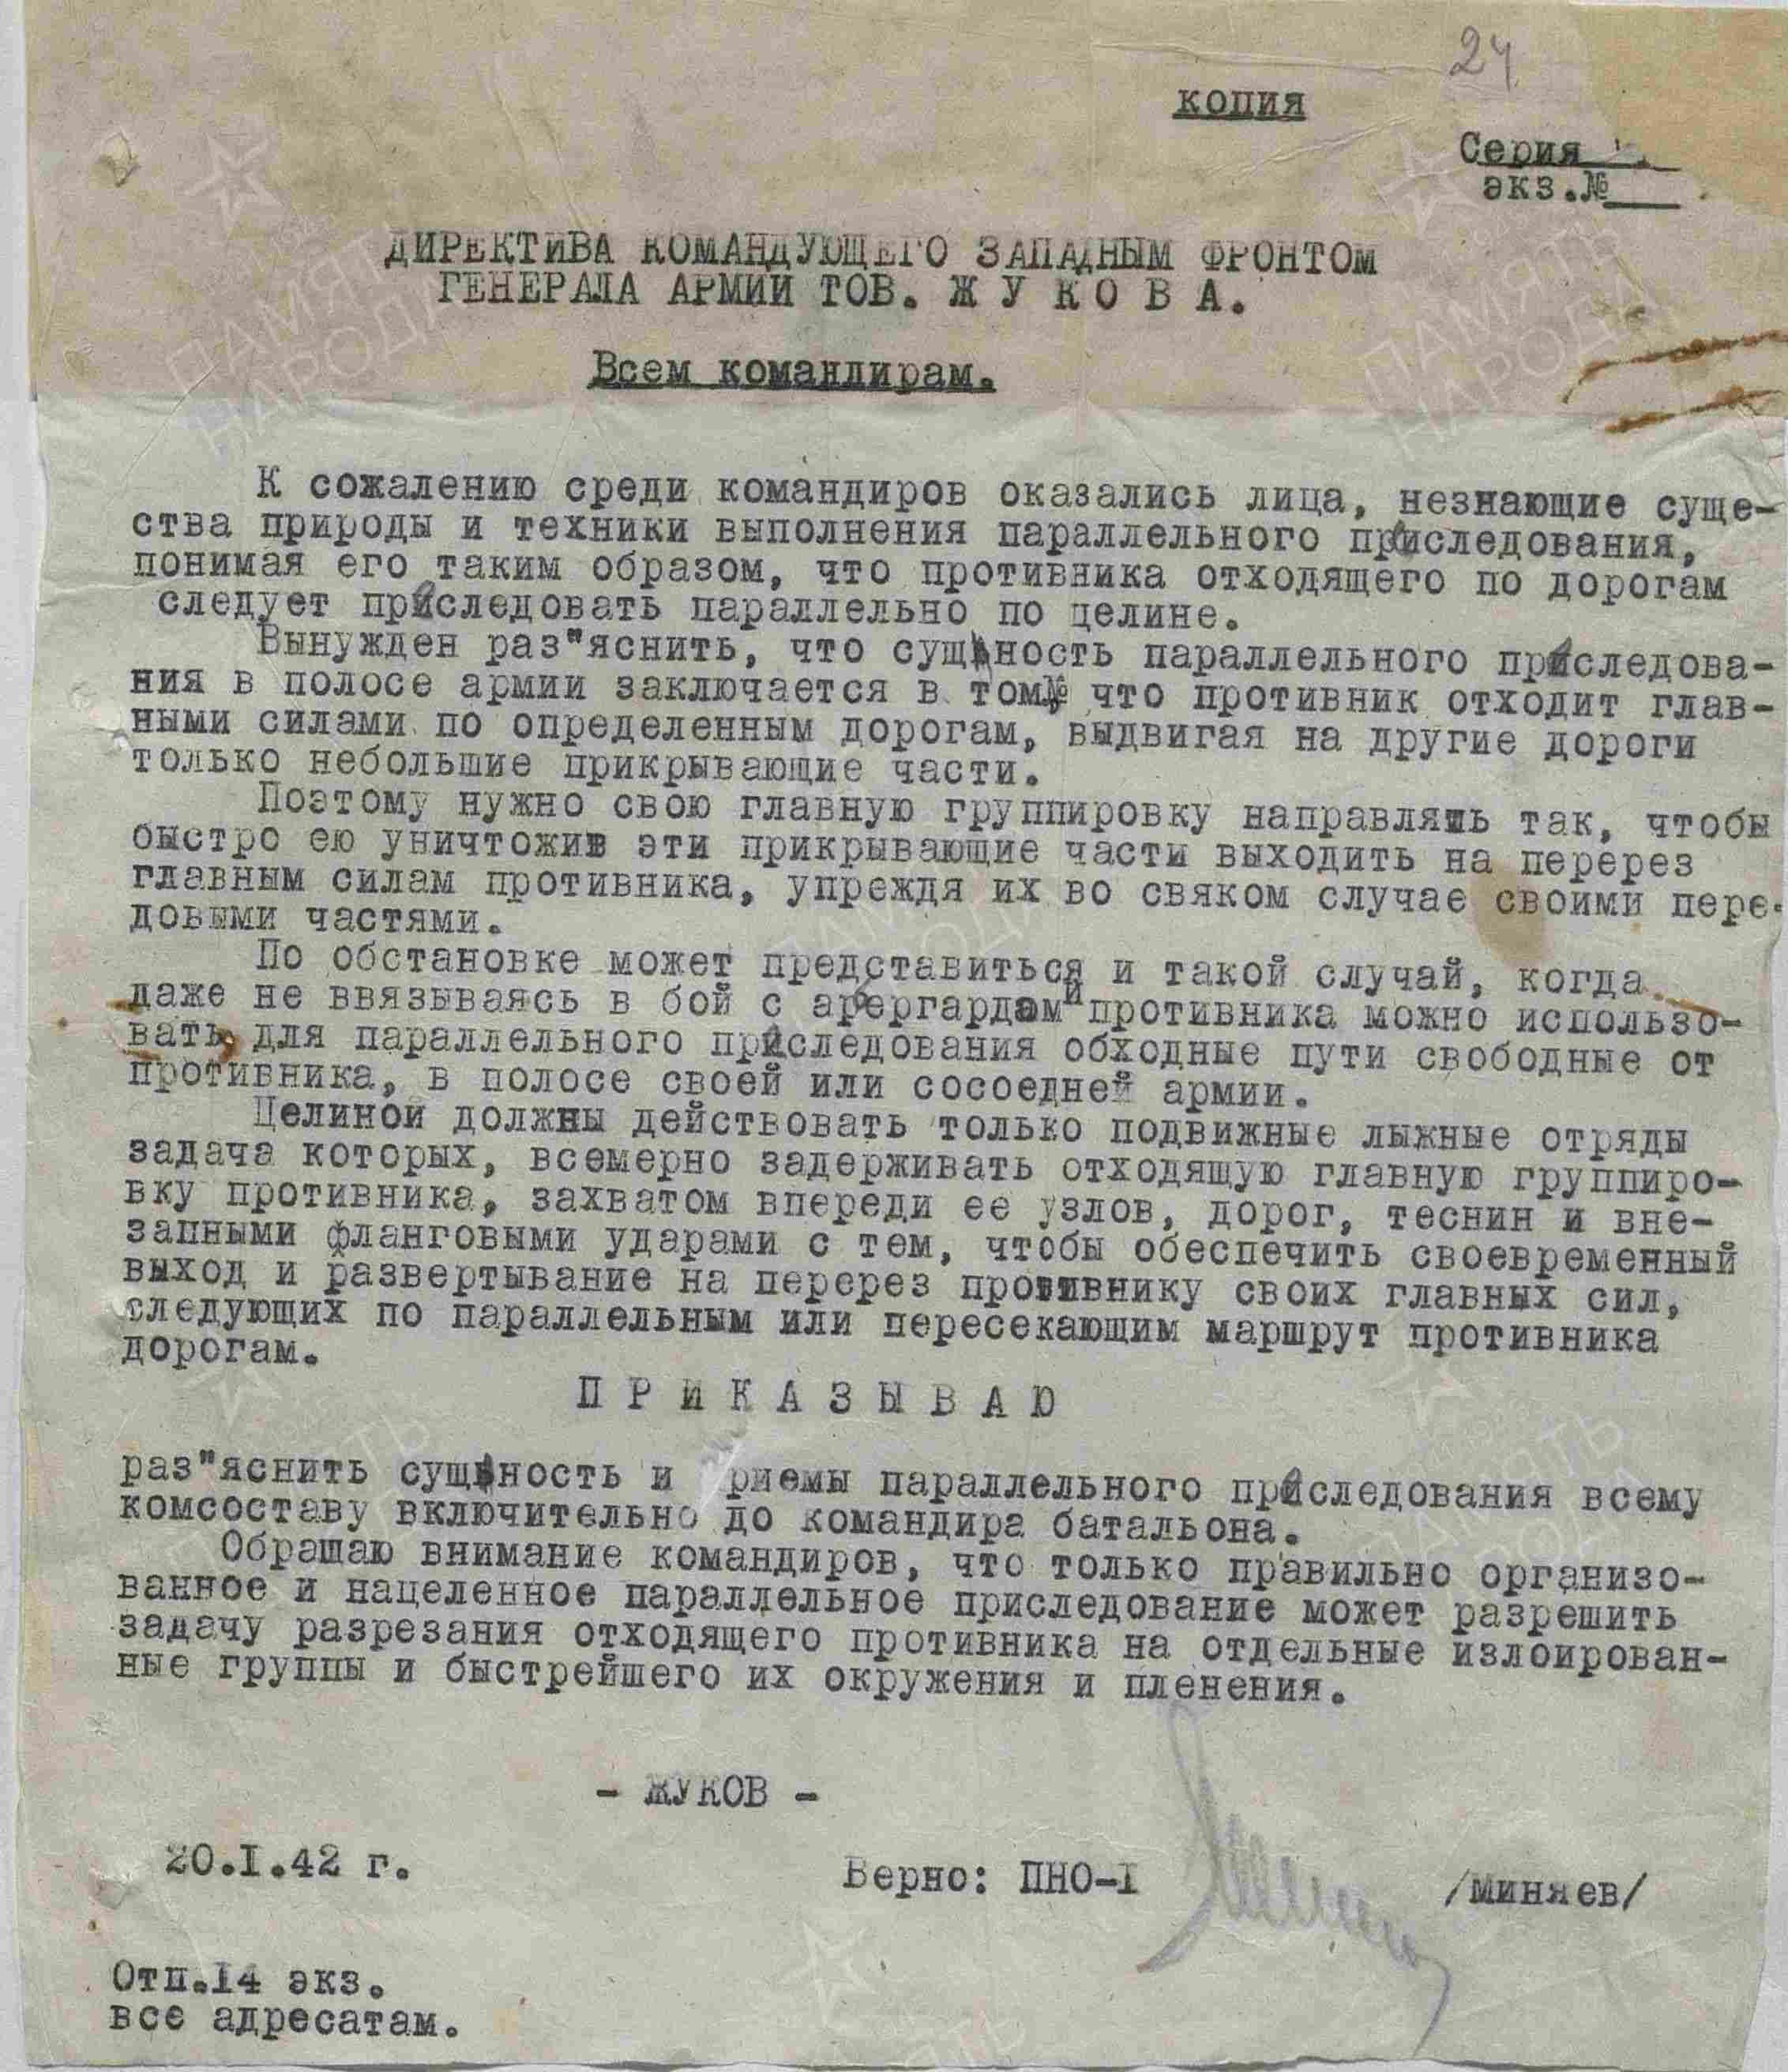 24
КОПИЯ
Серия
экз.№
ДИРЕКТИВА КОМАНДУЮЩЕГО ЗАПАДНЫМ ФРОНТОМ
ГЕНЕРАЛА АРМИИ ТОВ. Ж У К О В А.
Всем командирам.
К сожалению среди командиров оказались лица, незнающие суще-
ства природы и техники выполнения параллельного преследования,
понимая его таким образом, что противника отходящего по дорогам
следует преследовать параллельно по целине.
Вынужден раз"яснить, что сущность параллельного преследова-
ния в полосе армии заключается в том, что противник отходит глав-
ными силами по определенным дорогам, выдвигая на другие дороги
только небольшие прикрывающие части.
Поэтому нужно свою главную группировку направлять так, чтобы
быстро ею уничтожив эти прикрывающие части выходить на перерез
главным силам противника, упреждя их во свяком случае своими пере-
довыми частями.
По обстановке может представиться и такой случай, когда
даже не ввязываясь в бой с арергардами противника можно использо-
вать для параллельного преследования обходные пути свободные от
противника, в полосе своей или сосоедней армии.
Целиной должны действовать только подвижные лыжные отряды
задача которых, всемерно задерживать отходящую главную группиро-
вку противника, захватом впереди ее узлов, дорог, теснин и вне-
запными фланговыми ударами с тем, чтобы обеспечить своевременный
выход и развертывание на перерез противнику своих главных сил,
следующих по параллельным или пересекающим маршрут противника
дорогам.
П Р И К А З Ы В А Ю
раз"яснить сущность и приемы параллельного преследования всему
комсоставу включительно до командира батальона.
Обращаю внимание командиров, что только правильно организо-
ванное и нацеленное параллельное приследование может разрешить
задачу разрезания отходящего противника на отдельные излоирован-
ные группы и быстрейшего их окружения и пленения.
- ЖУКОВ -
20.I.42 г.
Верно: ПНО-I
/Миняев/
Отп.14 экз.
все адресатам.
ПАМЯТЬ
НАРОДА
ПАМЯТЬ
НАРОДА